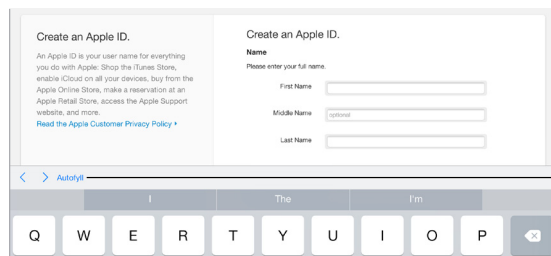 Create an Apple ID.
An Apple ID is your user name for everything
you do with Apple: Shop the iTunes Store,
enable iCloud on all your devices, buy from the
Apple Online Store, make a reservation at an
Apple Retail Store, access the Apple Support
website, and more.
Read the Apple Customer Privacy Policy
Create an Apple ID.
Name
Please enter your full name.
First Name
Middle Name optional
Last Name
Autofyll
I The I'm
Q W E R T Y U I O P